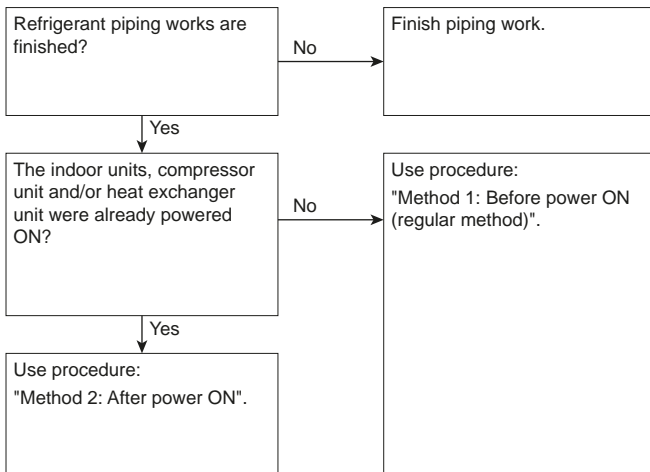 Refrigerant piping works are
finished?
No
Finish piping work.
Yes
The indoor units, compressor
unit and/or heat exchanger
unit were already powered
ON?
No
Use procedure:
"Method 1: Before power ON
(regular method)".
Yes
Use procedure:
"Method 2: After power ON".